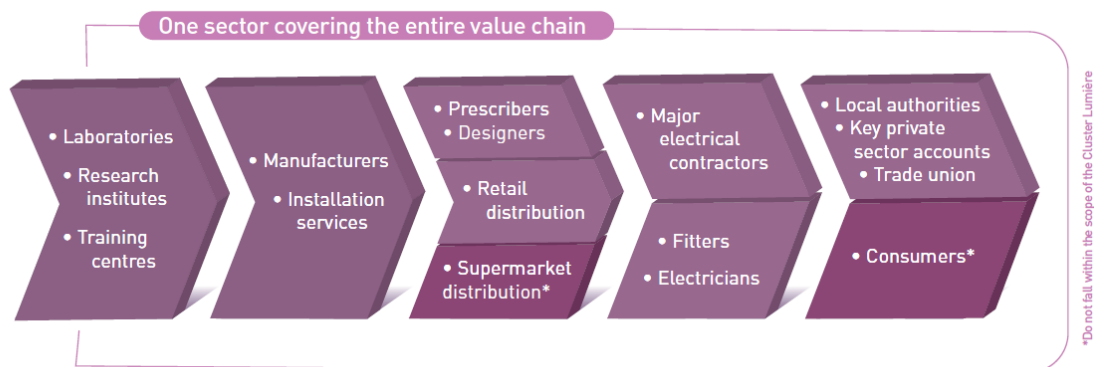 One sector covering the entire value chain
• Laboratories
• Research
institutes
• Training
centres
• Manufacturers
• Installation
services
• Prescribers
• Designers
• Retail
distribution
• Supermarket
distribution*
• Major
electrical
contractors
• Fitters
• Electricians
• Local authorities
• Key private
sector accounts
• Trade union
• Consumers*
*Do not fall within the scope of the Cluster Lumière